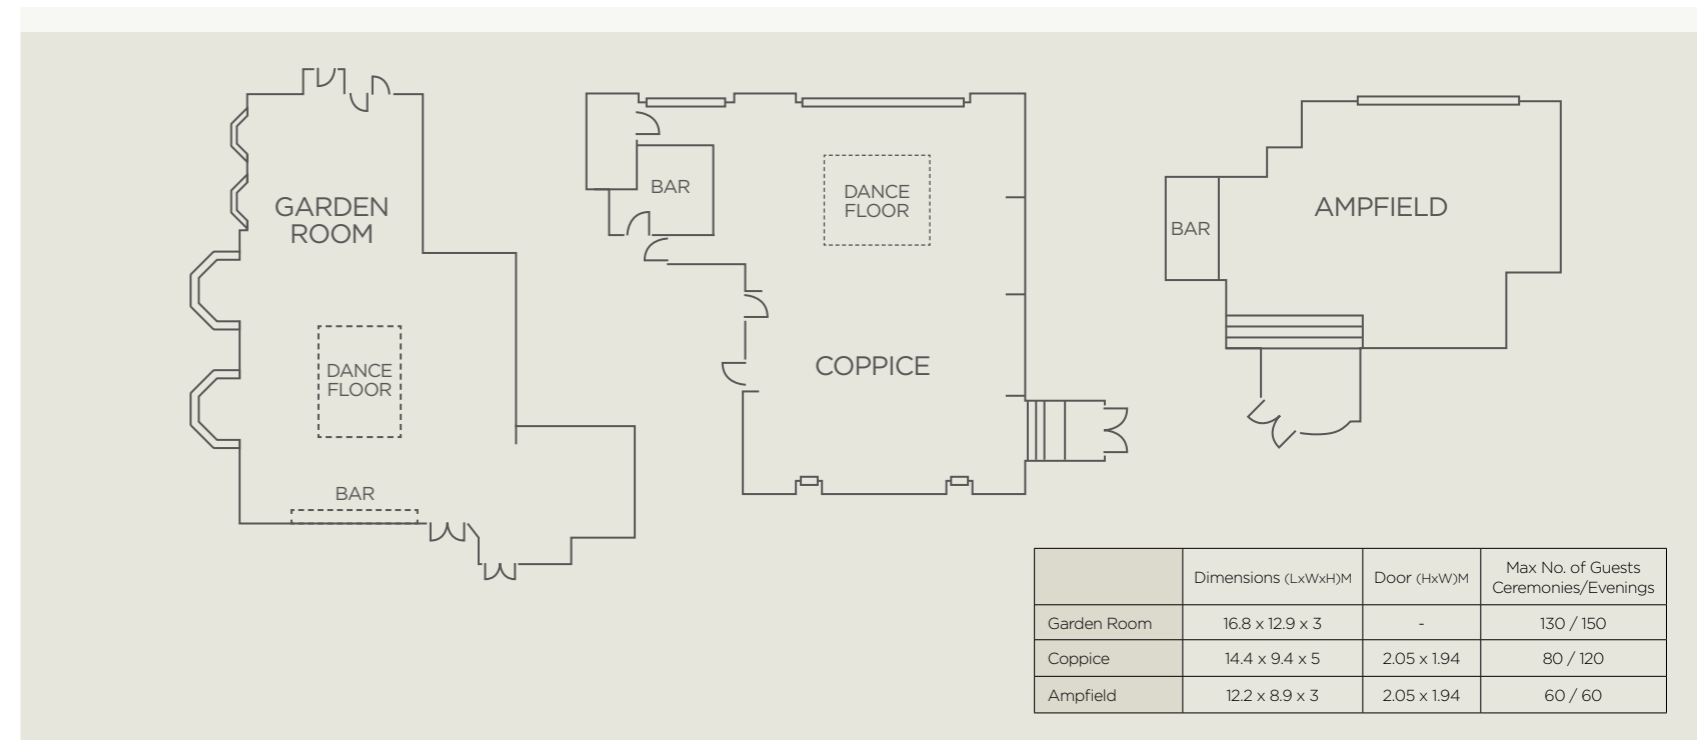 GARDEN
ROOM
DANCE
FLOOR
BAR
BAR
DANCE
FLOOR
COPPICE
BAR
AMPFIELD
Dimensions (LxWxH)M Door (HxW)M Max No. of Guests
Ceremonies/Evenings
Garden Room 16.8 x 12.9 x 3 - 130 / 150
Coppice 14.4 x 9.4 x 5 2.05 x 1.94 80 / 120
Ampfield 12.2 x 8.9 x 3 2.05 x 1.94 60 / 60